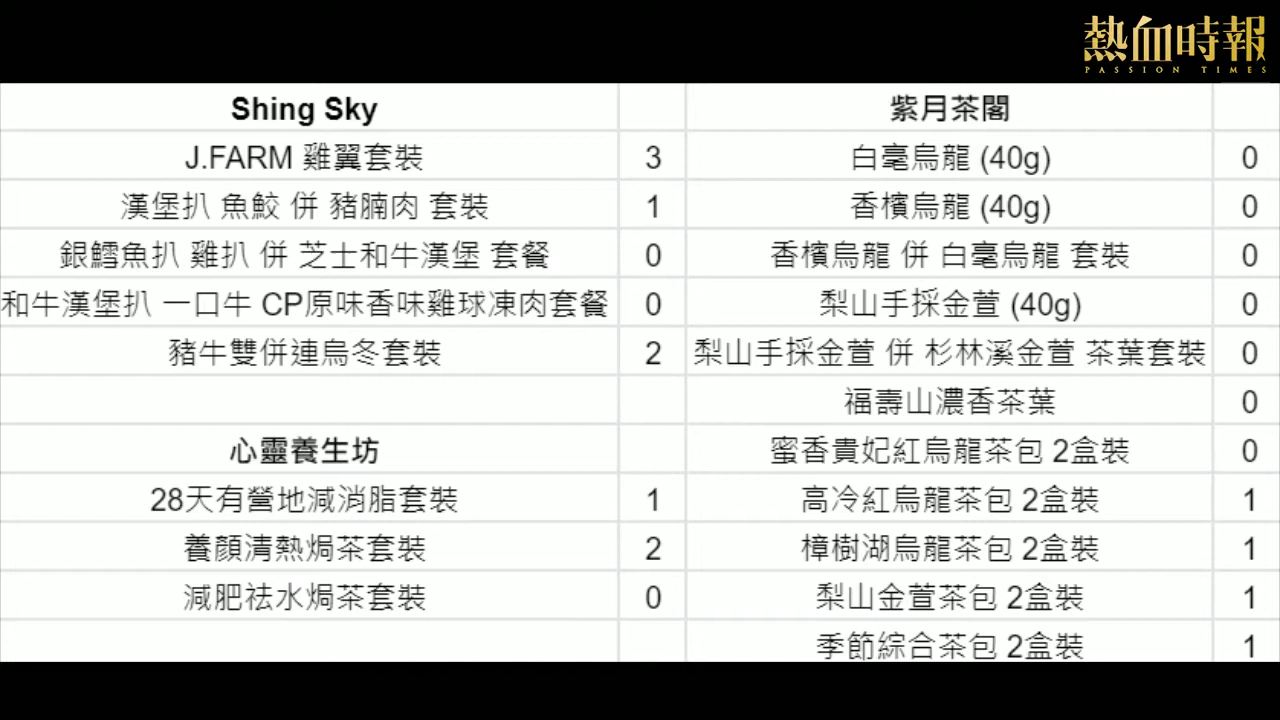 熱血時報
PASSION TIMES
Shing Sky 紫月茶閣
J.FARM 雞翼套裝 3 白毫烏龍 (40g) 0
漢堡扒 魚鮫 併 豬腩肉 套裝 1 香檳烏龍 (40g) 0
銀鱈魚扒 雞扒 併 芝士和牛漢堡 套餐 0 香檳烏龍 併 白毫烏龍 套裝 0
和牛漢堡扒 一口牛 CP原味香味雞球凍肉套餐 0 梨山手採金萱 (40g) 0
豬牛雙併連烏冬套裝 2 梨山手採金萱 併 杉林溪金萱 茶葉套裝 0
福壽山濃香茶葉 0
心靈養生坊 蜜香貴妃紅烏龍茶包 2盒裝 0
28天有營地減消脂套裝 1 高冷紅烏龍茶包 2盒裝 1
養顏清熱焗茶套裝 2 樟樹湖烏龍茶包 2盒裝 1
減肥祛水焗茶套裝 0 梨山金萱茶包 2盒裝 1
季節綜合茶包 2盒裝 1